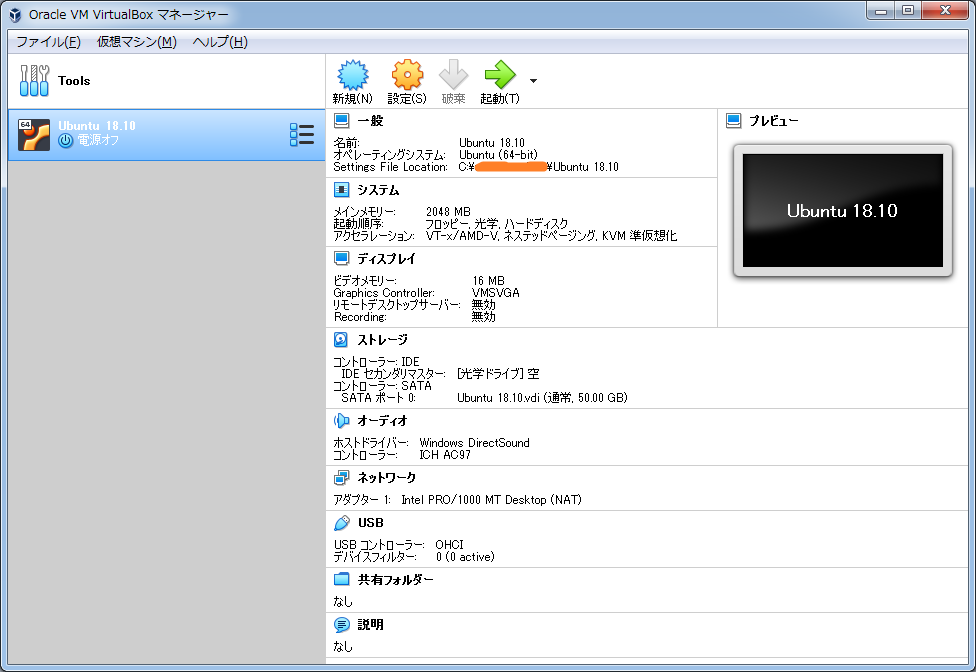 Oracle VM VirtualBox マネージャー
ファイル(F) 仮想マシン(M) ヘルプ(H)
Tools
新規(N) 設定(S) 破棄 起動(T)
64
Ubuntu 18.10
電源オフ
一般
名前: Ubuntu 18.10
オペレーティングシステム: Ubuntu (64-bit)
Settings File Location: C:¥ ¥Ubuntu 18.10
システム
メインメモリー: 2048 MB
起動順序: フロッピー, 光学, ハードディスク
アクセラレーション: VT-x/AMD-V, ネステッドページング, KVM 準仮想化
ディスプレイ
ビデオメモリー: 16 MB
Graphics Controller: VMSVGA
リモートデスクトップサーバー: 無効
Recording: 無効
プレビュー
Ubuntu 18.10
ストレージ
コントローラー: IDE
IDE セカンダリマスター: [光学ドライブ] 空
コントローラー: SATA
SATA ポート 0: Ubuntu 18.10.vdi (通常, 50.00 GB)
オーディオ
ホストドライバー: Windows DirectSound
コントローラー: ICH AC97
ネットワーク
アダプター 1: Intel PRO/1000 MT Desktop (NAT)
USB
USB コントローラー: OHCI
デバイスフィルター: 0 (0 active)
共有フォルダー
なし
説明
なし